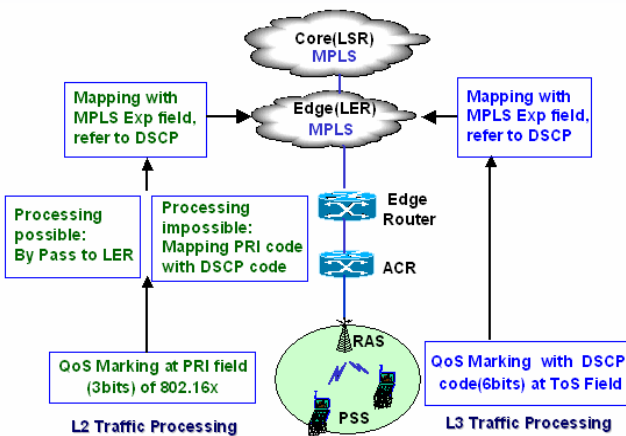 Core(LSR)
MPLS
Mapping with
MPLS Exp field,
refer to DSCP
Edge(LER)
MPLS
Mapping with
MPLS Exp field,
refer to DSCP
Processing
possible:
By Pass to LER
Processing
impossible:
Mapping PRI code
with DSCP code
Edge
Router
ACR
RAS
PSS
QoS Marking at PRI field
(3bits) of 802.16x
L2 Traffic Processing
QoS Marking with DSCP
code(6bits) at ToS Field
L3 Traffic Processing